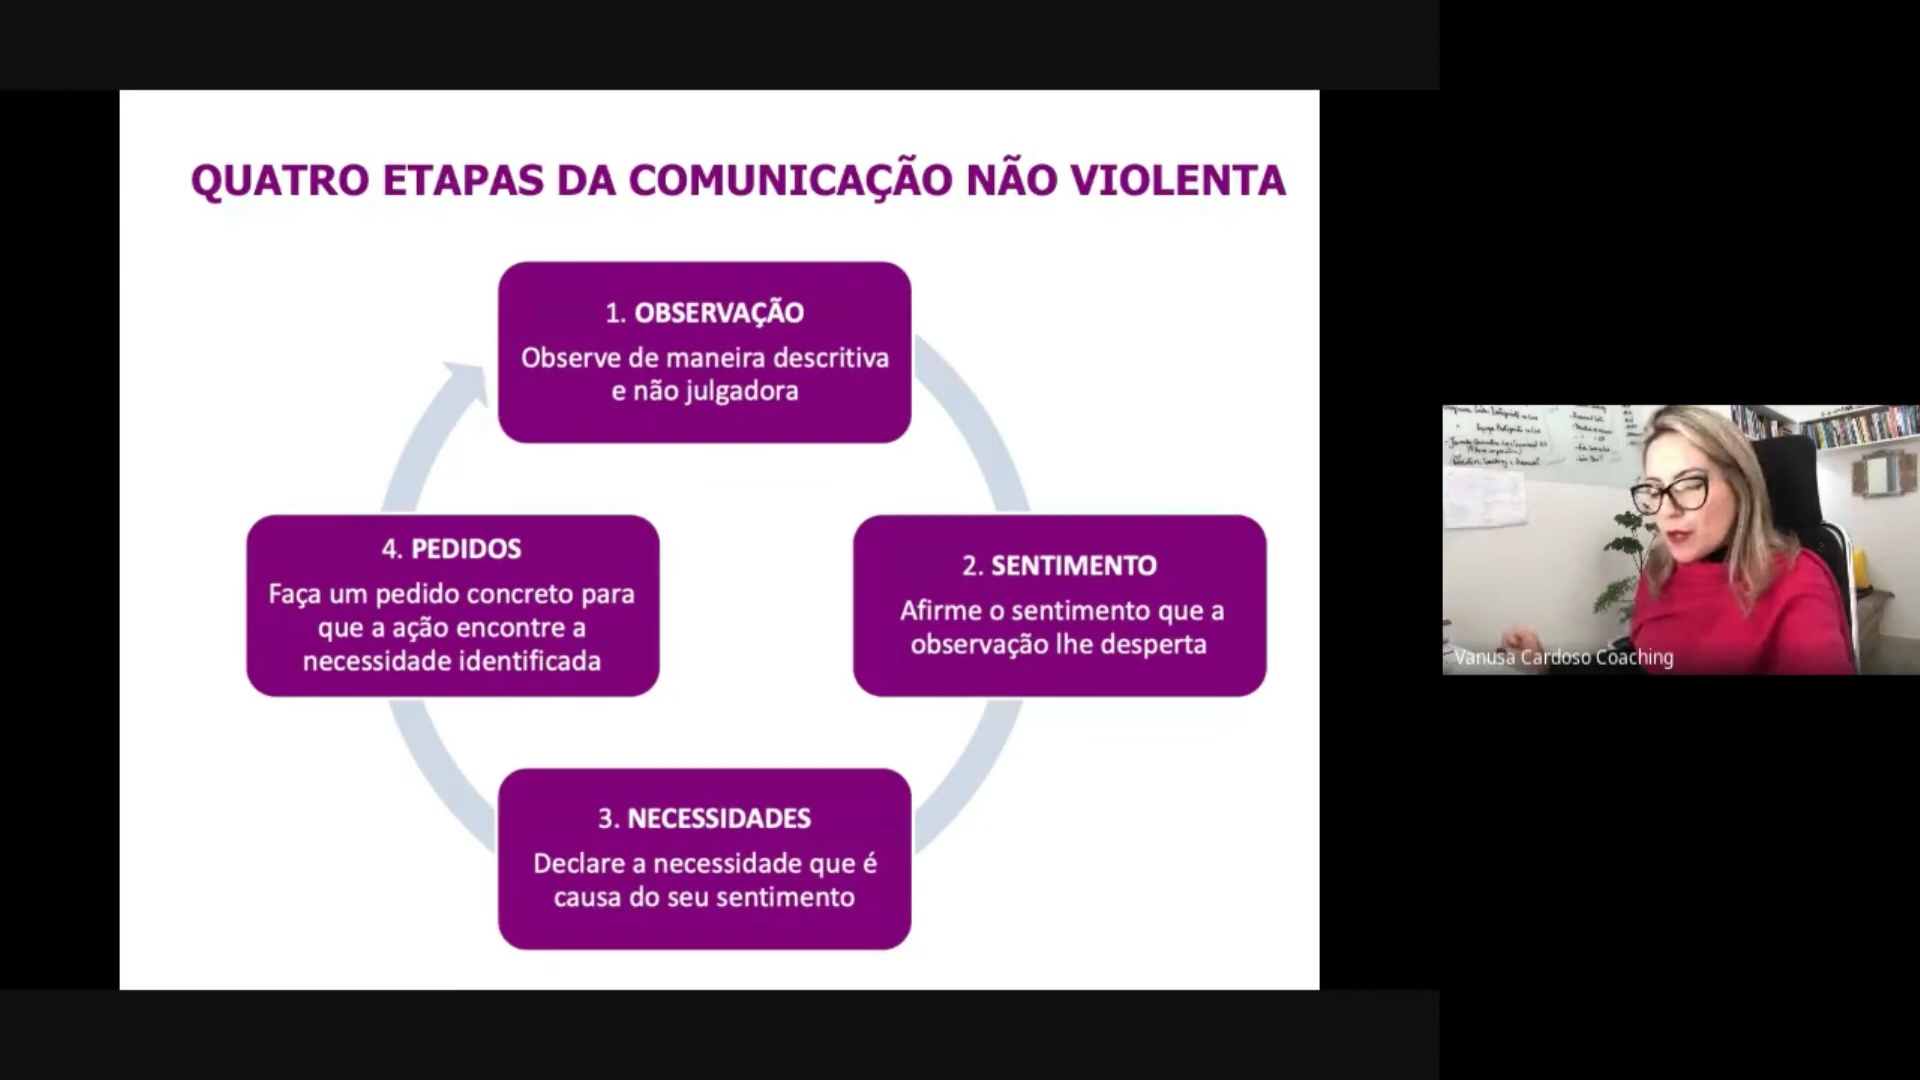 QUATRO ETAPAS DA COMUNICAÇÃO NÃO VIOLENTA
1. OBSERVAÇÃO
Observe de maneira descritiva
e não julgadora
2. SENTIMENTO
Afirme o sentimento que a
observação lhe desperta
3. NECESSIDADES
Declare a necessidade que é
causa do seu sentimento
4. PEDIDOS
Faça um pedido concreto para
que a ação encontre a
necessidade identificada
Vanusa Cardoso Coaching